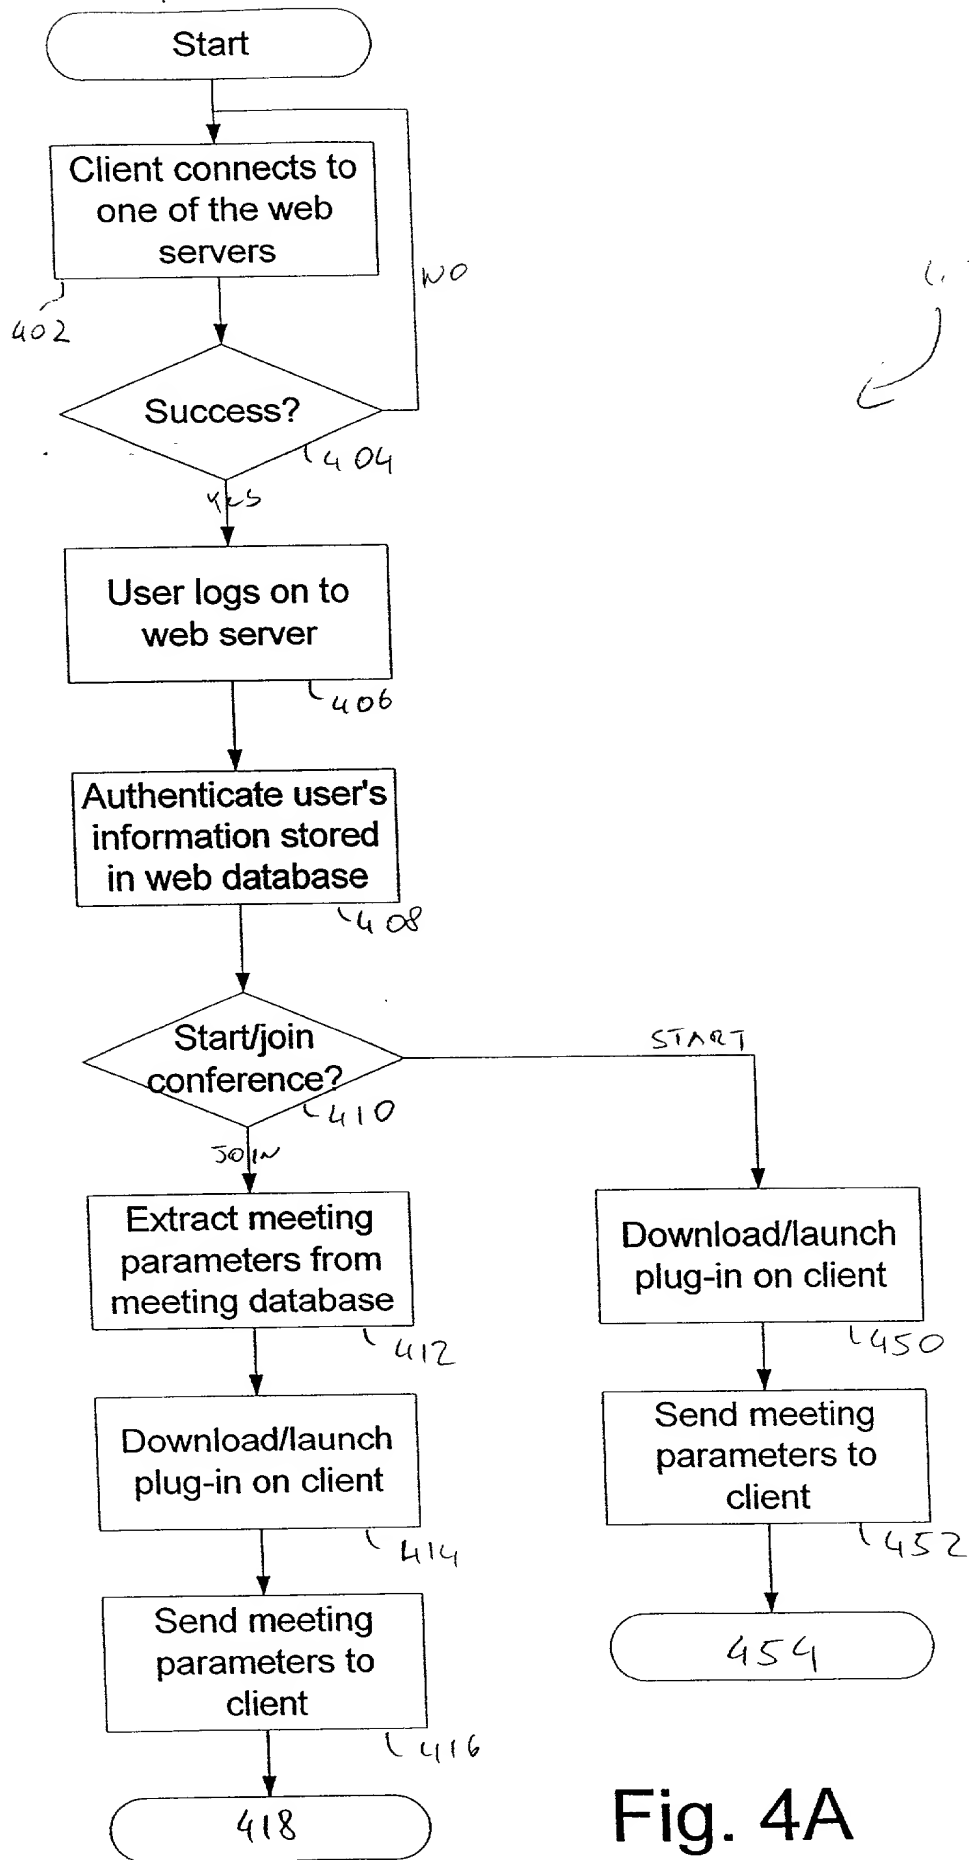 Start
Client connects to
one of the web
servers
NO
402
Success?
404
YES
User logs on to
web server
406
Authenticate user's
information stored
in web database
408
Start/join
conference?
START
410
JOIN
Extract meeting
parameters from
meeting database
412
Download/launch
plug-in on client
450
Download/launch
plug-in on client
414
Send meeting
parameters to
client
452
Send meeting
parameters to
client
416
454
418
Fig. 4A